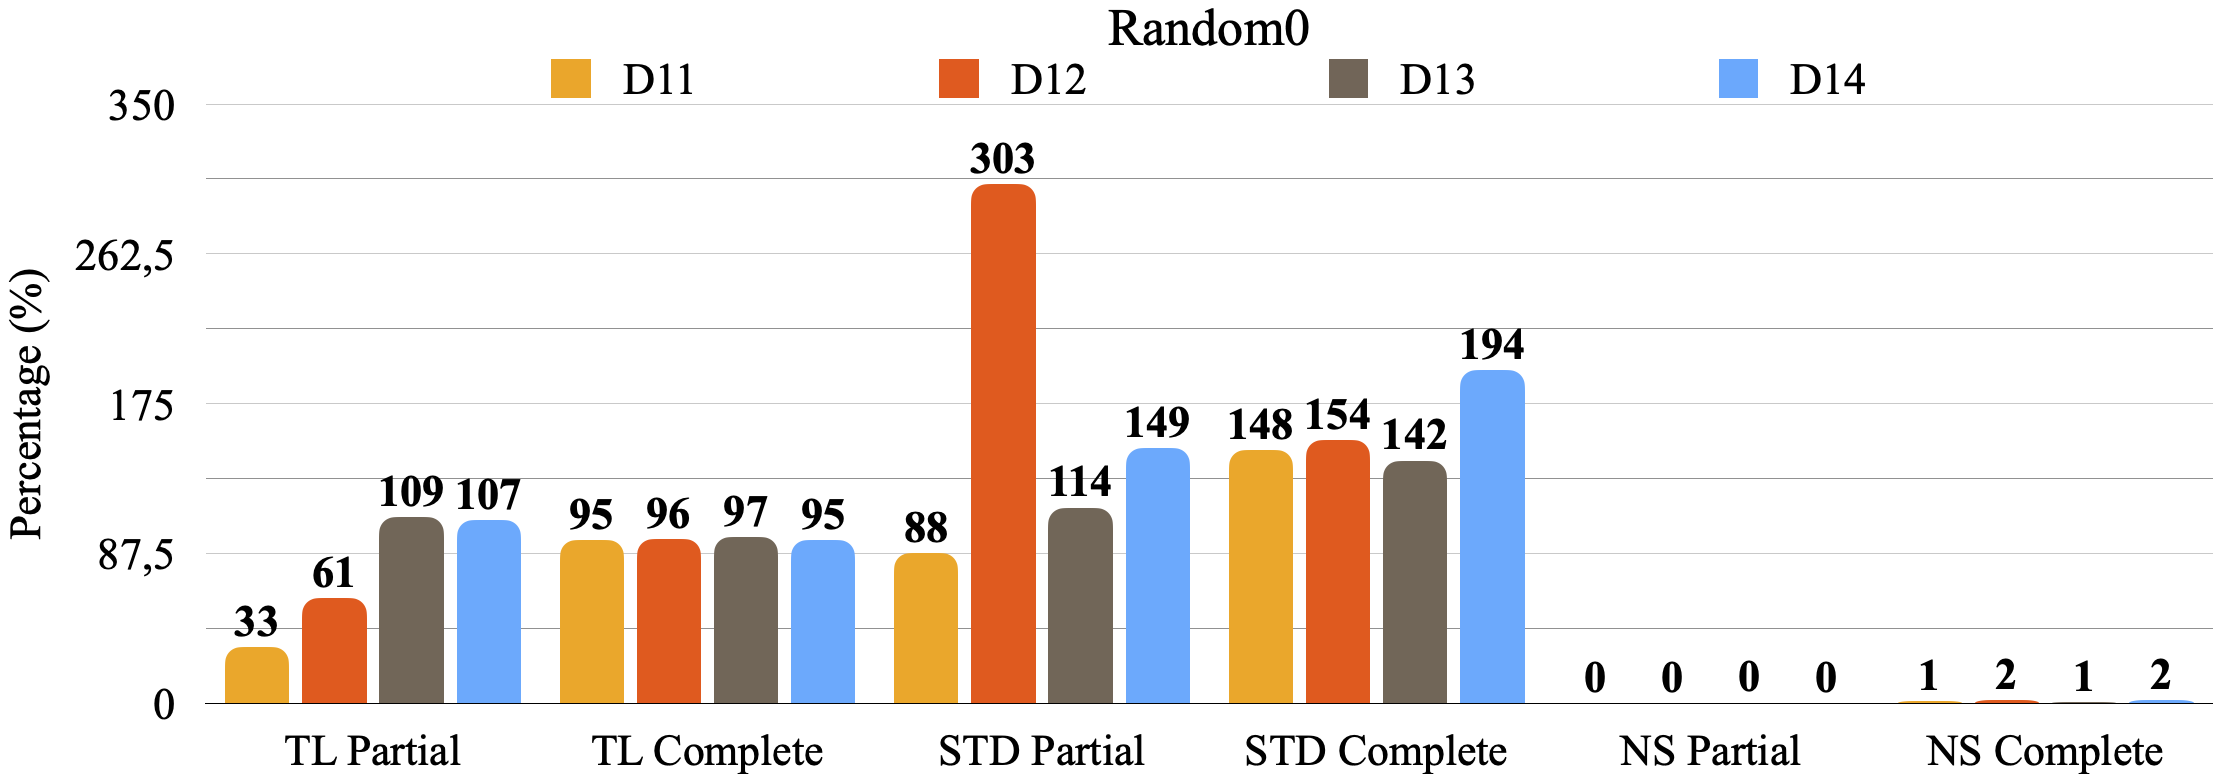 Random0
D11 D12 D13 D14
Percentage (%)
350
262,5
175
87,5
0
33 61 109 107 95 96 97 95 88 303 114 149 148 154 142 194 0 0 0 0 1 2 1 2
TL Partial TL Complete STD Partial STD Complete NS Partial NS Complete